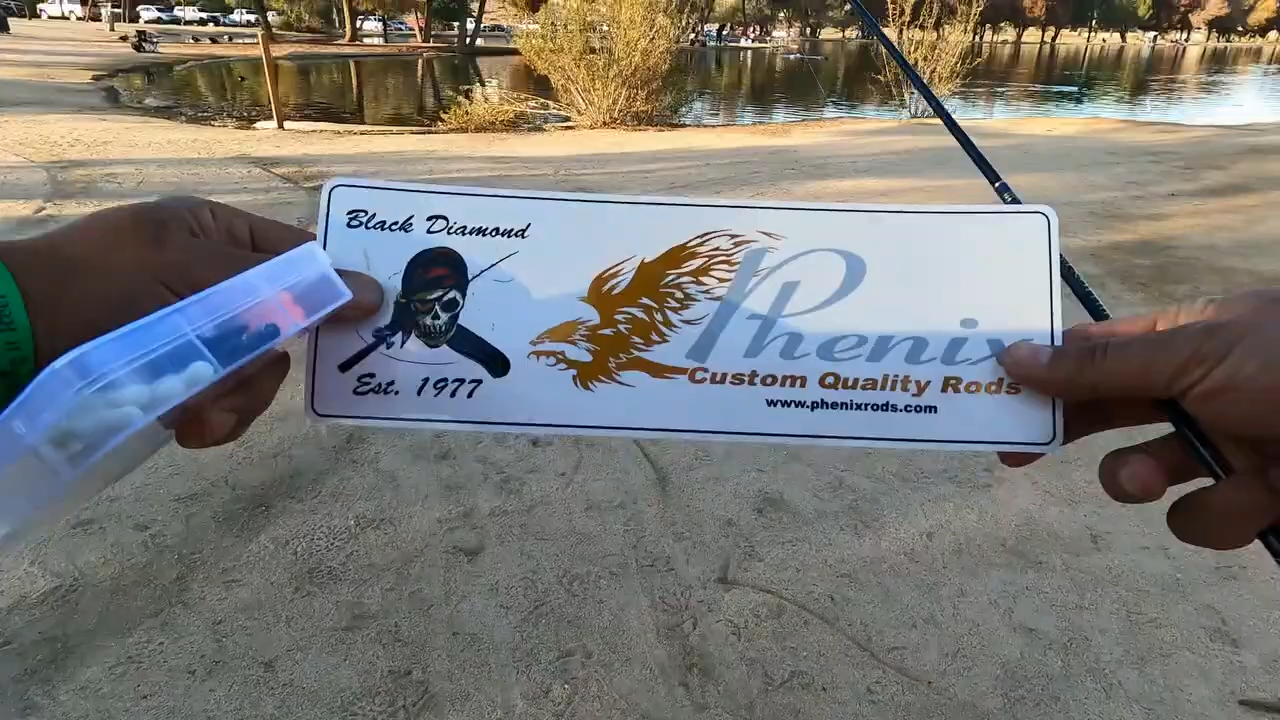 Black Diamond
Est. 1977
Phenix
Custom Quality Rods
www.phenixrods.com